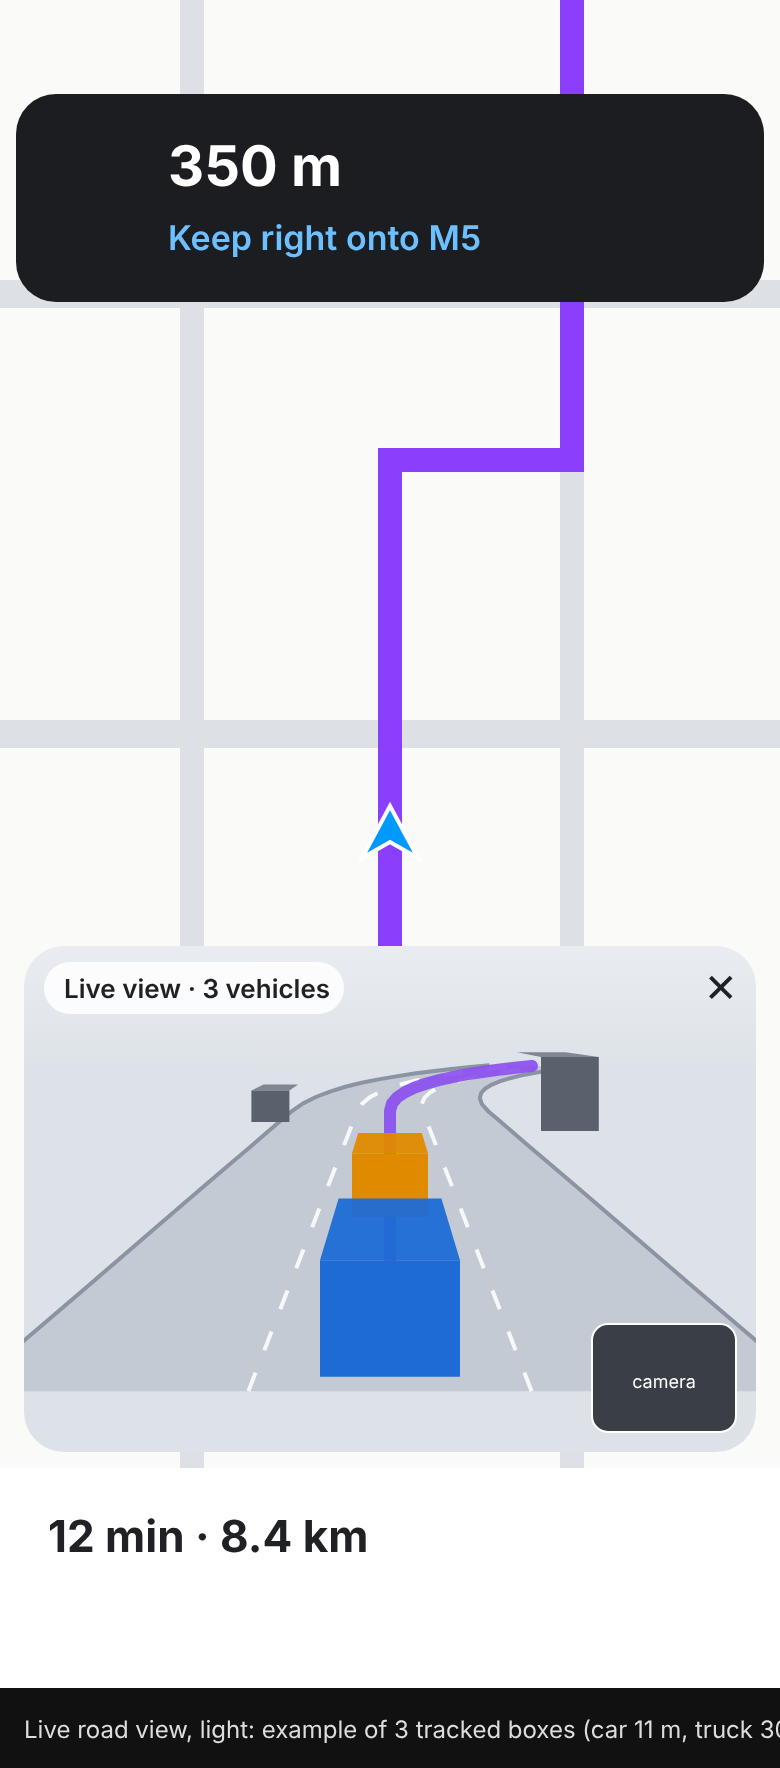 350 m
Keep right onto M5
Live view · 3 vehicles
camera
12 min · 8.4 km
Live road view, light: example of 3 tracked boxes (car 11 m, truck